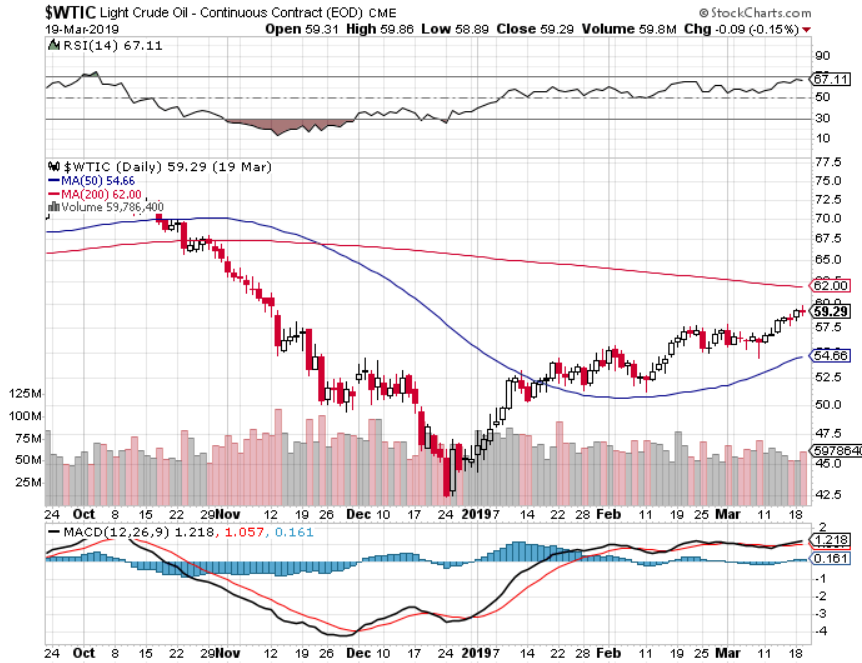 $WTIC Light Crude Oil - Continuous Contract (EOD) CME
© StockCharts.com
19-Mar-2019
Open 59.31 High 59.86 Low 58.89 Close 59.29 Volume 59.8M Chg -0.09 (-0.15%)
RSI(14) 67.11
90
67.11
50
30
10
$WTIC (Daily) 59.29 (19 Mar)
MA(50) 54.66
MA(200) 62.00
Volume 59,786,400
77.5
75.0
72.5
70.0
67.5
65.0
62.00
60.0
59.29
57.5
54.66
52.5
50.0
47.5
5978640
45.0
42.5
125M
100M
75M
50M
25M
24 Oct 8 15 22 29 Nov 12 19 26 Dec 10 17 24 2019 7 14 22 28 Feb 11 19 25 Mar 11 18
MACD(12,26,9) 1.218, 1.057, 0.161
2
1.218
0.161
-1
-2
-3
-4
24 Oct 8 15 22 29 Nov 12 19 26 Dec 10 17 24 2019 7 14 22 28 Feb 11 19 25 Mar 11 18